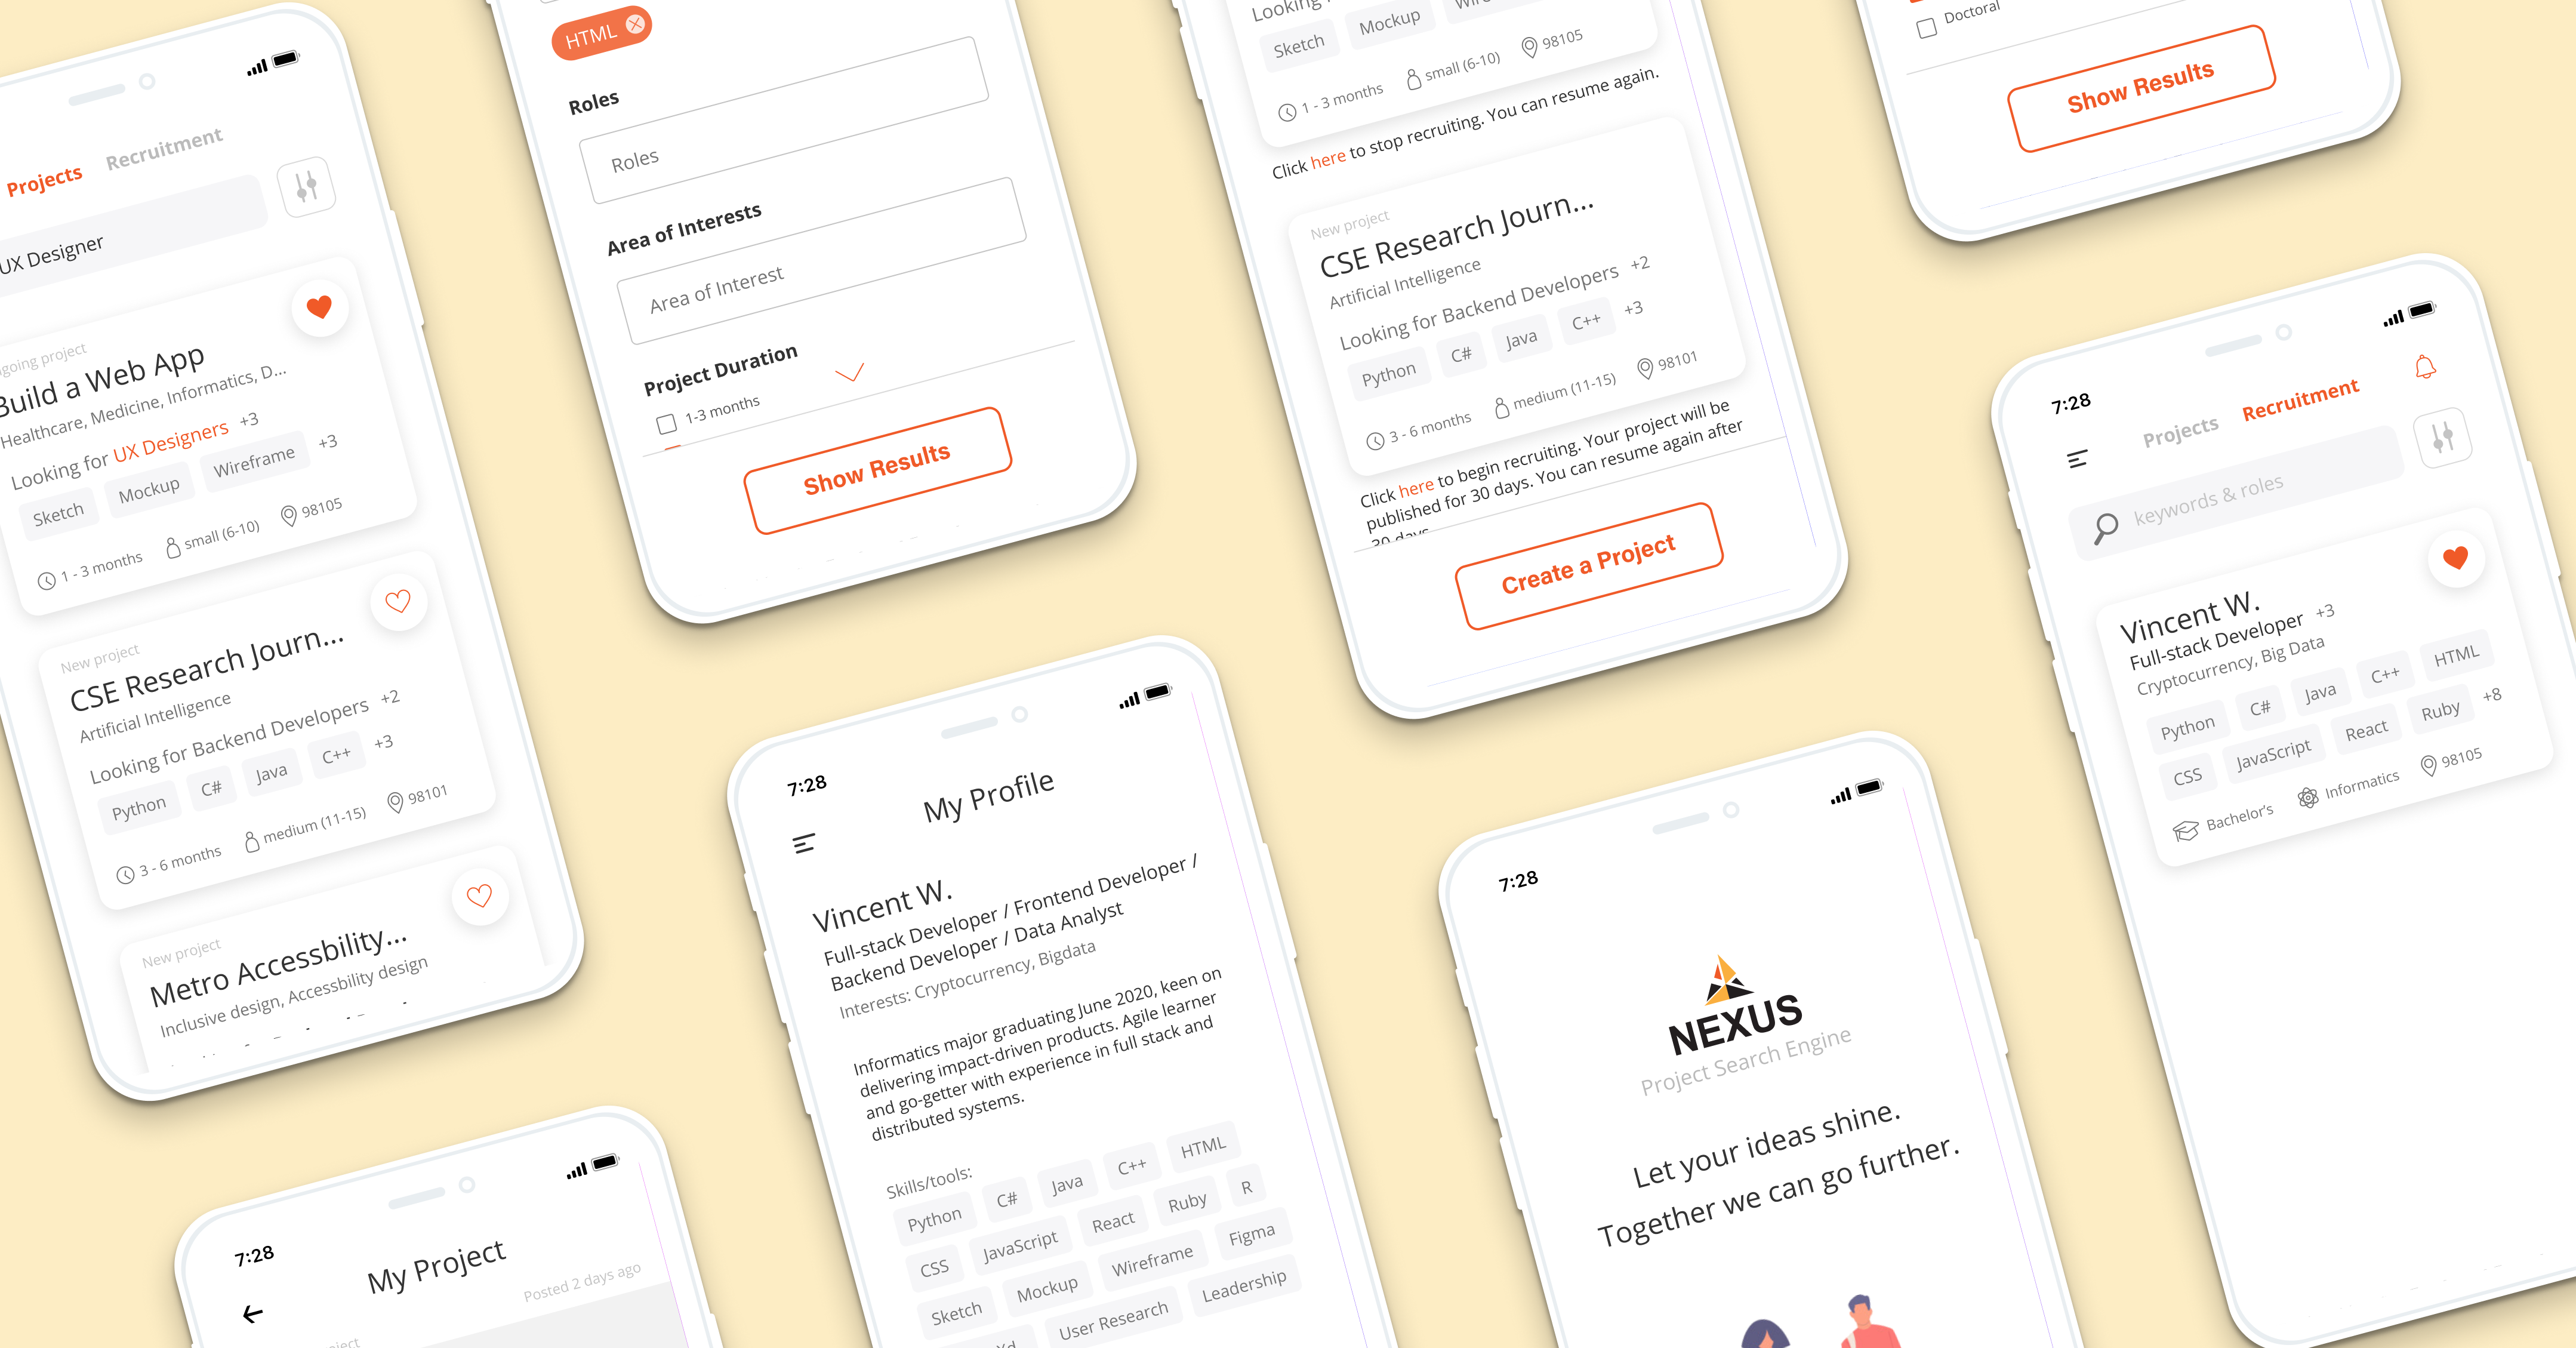 Projects
Recruitment
UX Designer
going project
Build a Web App
Healthcare, Medicine, Informatics, D...
Looking for UX Designers +3
Sketch
Mockup
Wireframe
+3
1 - 3 months
small (6-10)
98105
New project
CSE Research Journ...
Artificial Intelligence
Looking for Backend Developers +2
Python
C#
Java
C++
+3
3 - 6 months
medium (11-15)
98101
New project
Metro Accessbility...
Inclusive design, Accessbility design
7:28
My Project
Posted 2 days ago
HTML
Roles
Roles
Area of Interests
Area of Interest
Project Duration
1-3 months
Show Results
7:28
My Profile
Vincent W.
Full-stack Developer / Frontend Developer /
Backend Developer / Data Analyst
Interests: Cryptocurrency, Bigdata
Informatics major graduating June 2020, keen on
delivering impact-driven products. Agile learner
and go-getter with experience in full stack and
distributed systems.
Skills/tools:
Python
C#
Java
C++
HTML
CSS
JavaScript
React
Ruby
R
Sketch
Mockup
Wireframe
Figma
Xd
User Research
Leadership
Looking
Sketch
Mockup
1 - 3 months
small (6-10)
98105
Click here to stop recruiting. You can resume again.
New project
CSE Research Journ...
Artificial Intelligence
Looking for Backend Developers +2
Python
C#
Java
C++
+3
3 - 6 months
medium (11-15)
98101
Click here to begin recruiting. Your project will be
published for 30 days. You can resume again after
30 days
Create a Project
7:28
NEXUS
Project Search Engine
Let your ideas shine.
Together we can go further.
Doctoral
Show Results
7:28
Projects
Recruitment
keywords & roles
Vincent W.
Full-stack Developer +3
Cryptocurrency, Big Data
Python
C#
Java
C++
HTML
CSS
JavaScript
React
Ruby
+8
Bachelor's
Informatics
98105